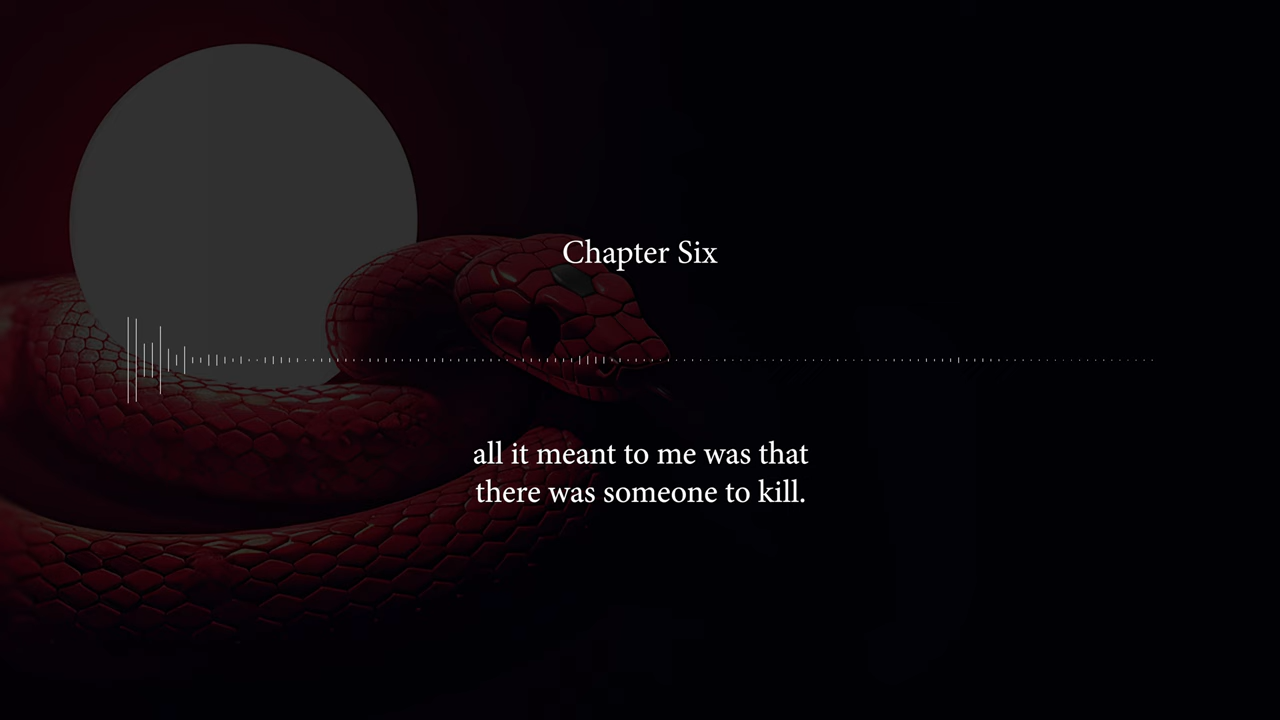 Chapter Six
all it meant to me was that
there was someone to kill.